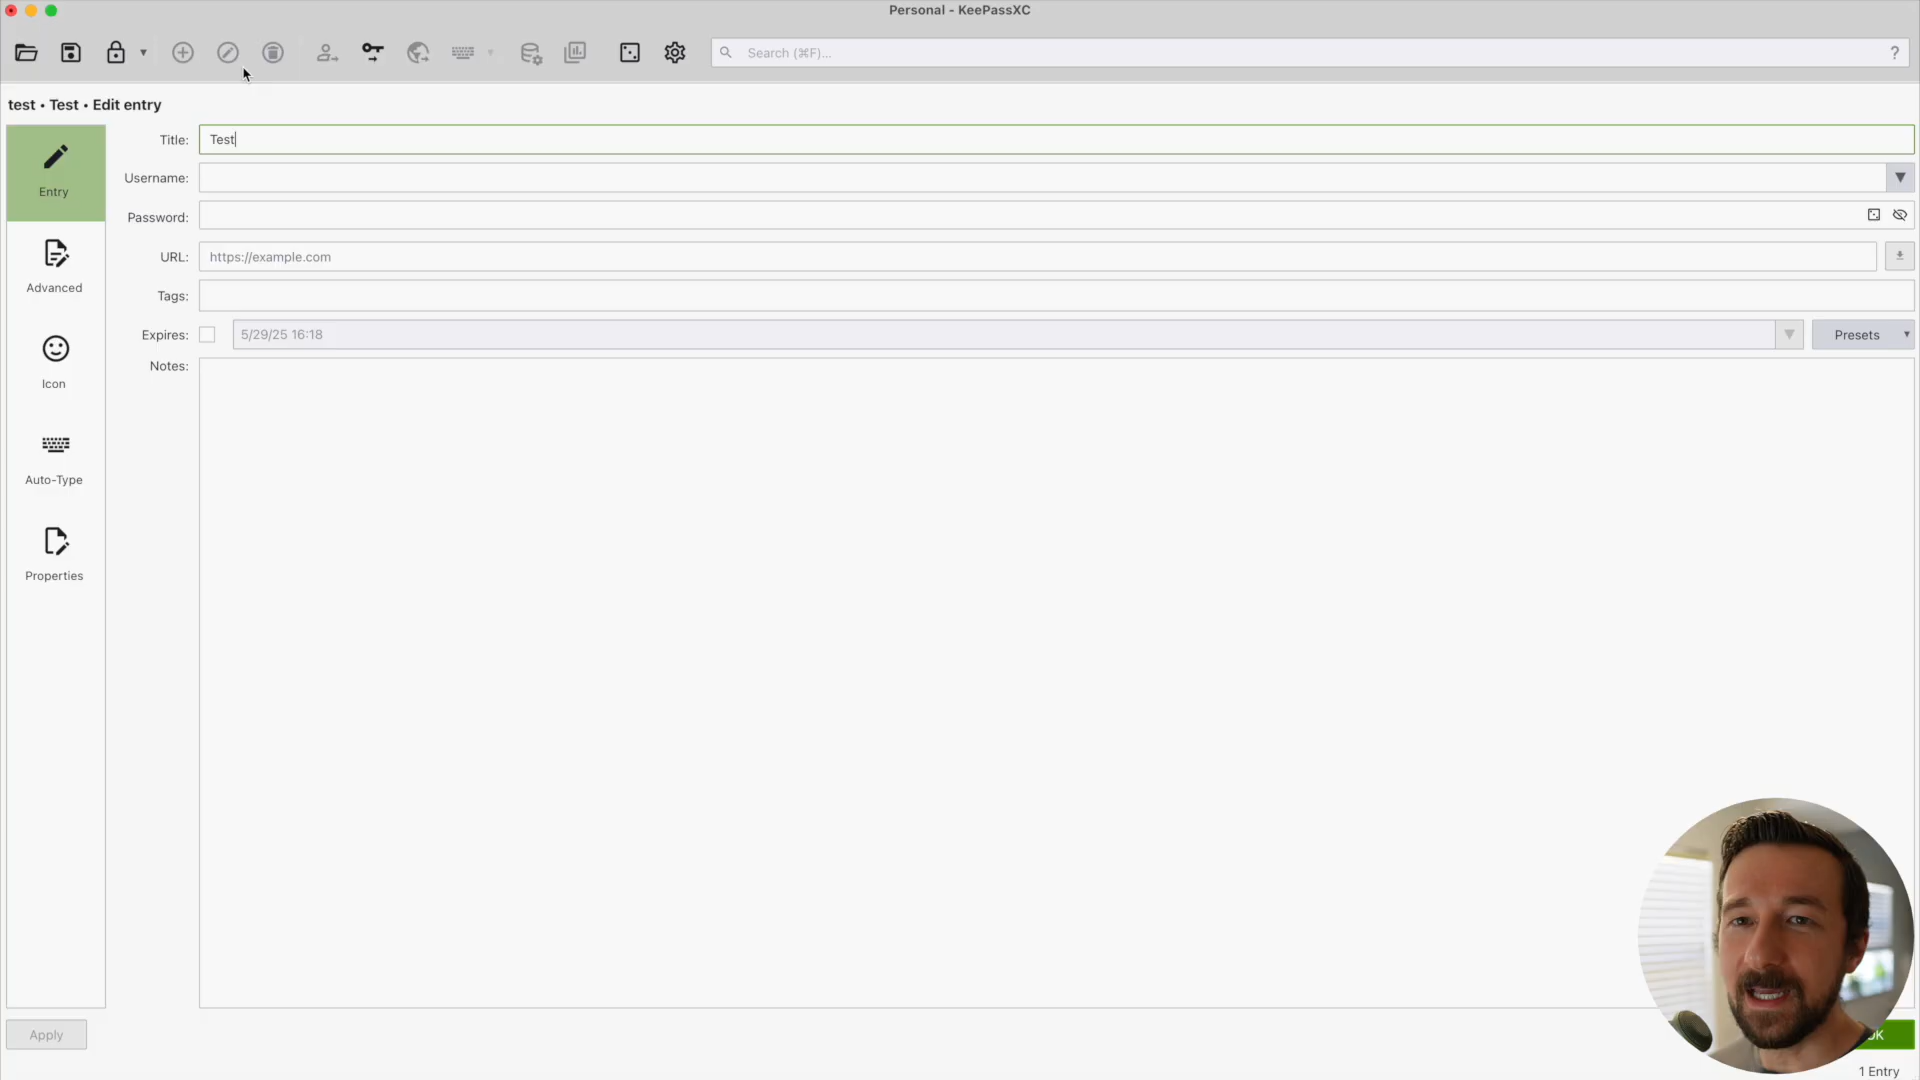 Personal - KeePassXC
Search (⌘F)...
?
test • Test • Edit entry
Entry
Advanced
Icon
Auto-Type
Properties
Title: Test
Username:
Password:
URL: https://example.com
Tags:
Expires: 5/29/25 16:18 Presets
Notes:
Apply
1 Entry